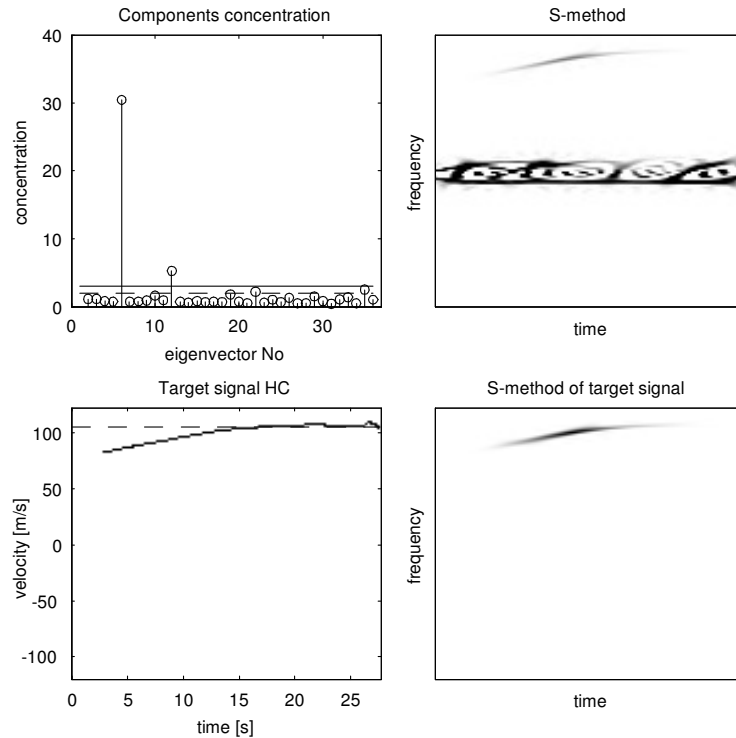 Components concentration
40
30
20
10
0
concentration
0 10 20 30
eigenvector No
S-method
frequency
time
Target signal HC
100
50
0
-50
-100
velocity [m/s]
0 5 10 15 20 25
time [s]
S-method of target signal
frequency
time